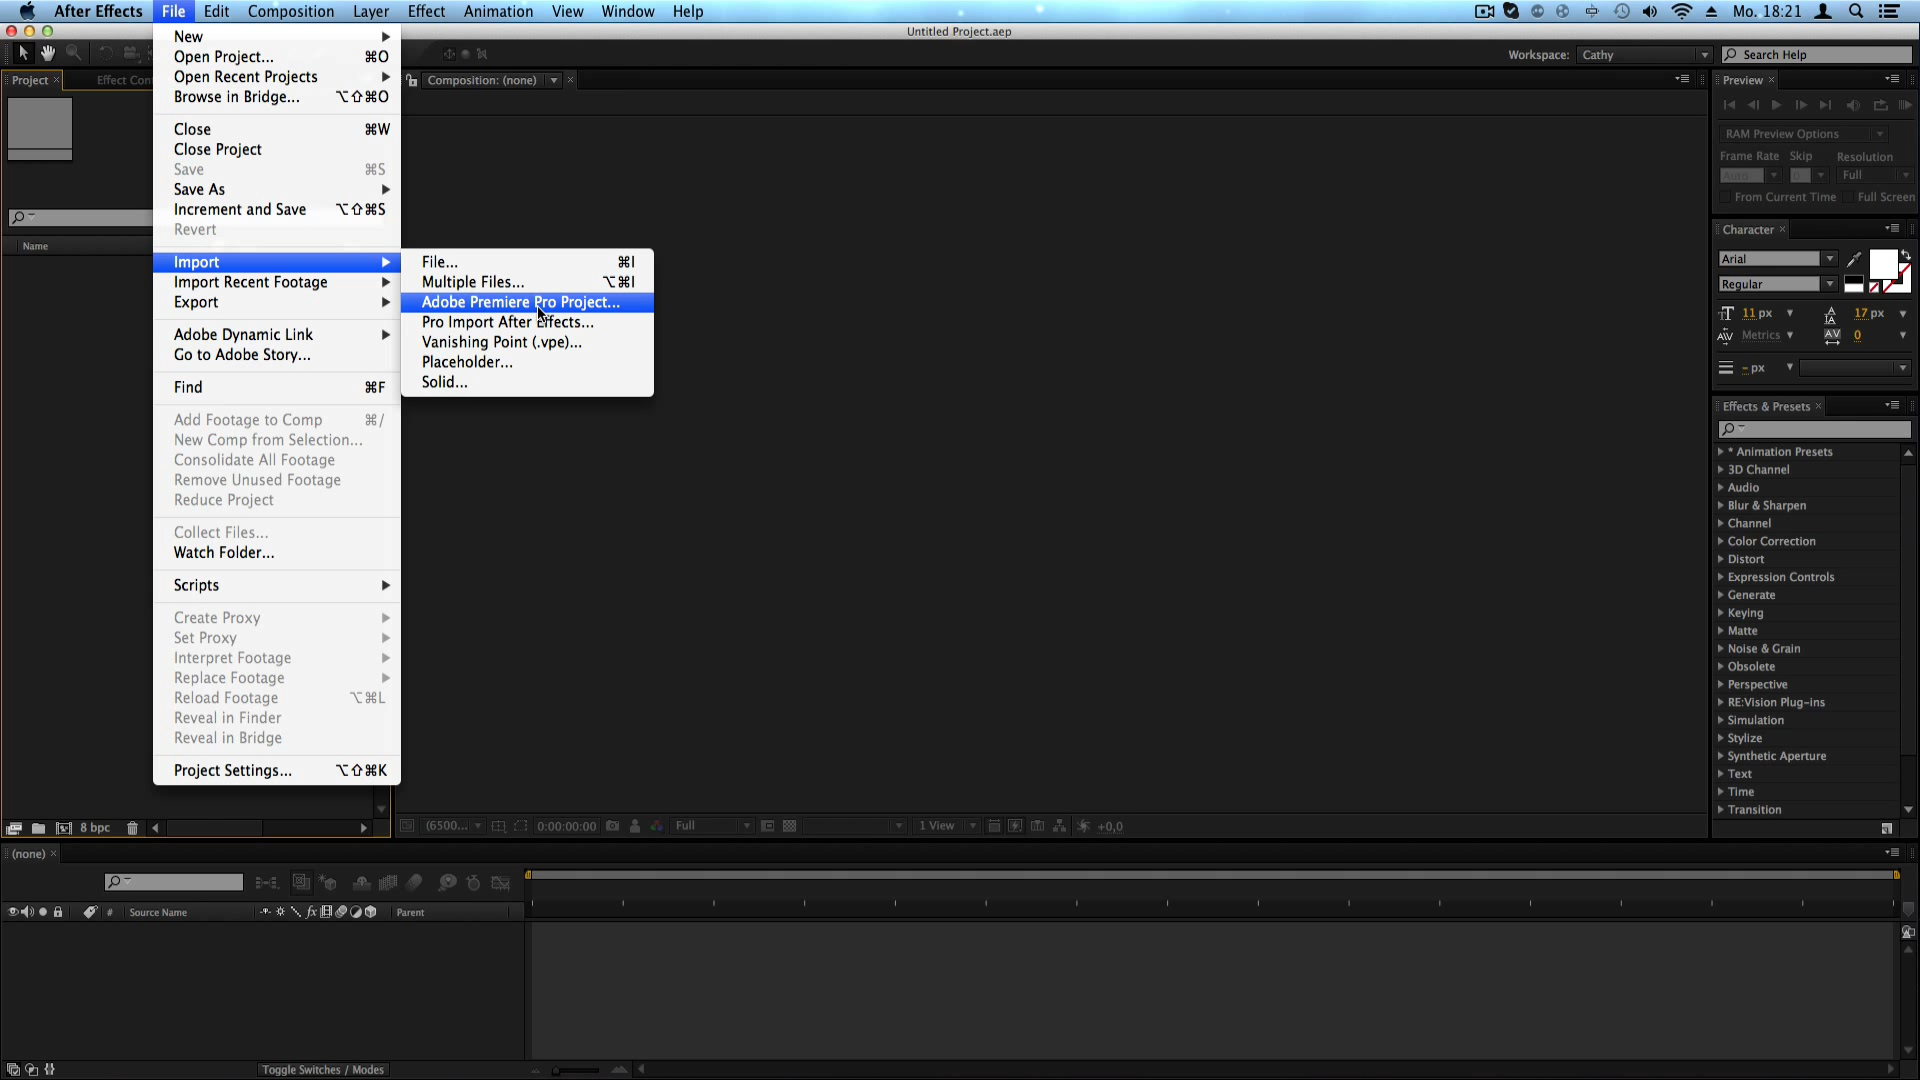 After Effects File Edit Composition Layer Effect Animation View Window Help Mo. 18:21
Untitled Project.aep
Workspace: Cathy Search Help
Project Effect Con Composition: (none) Preview
New
Open Project... ⌘O
Open Recent Projects
Browse in Bridge... ⌥⇧⌘O
Close ⌘W
Close Project
Save ⌘S
Save As
Increment and Save ⌥⇧⌘S
Revert
Import
Import Recent Footage
Export
Adobe Dynamic Link
Go to Adobe Story...
Find ⌘F
Add Footage to Comp ⌘/
New Comp from Selection...
Consolidate All Footage
Remove Unused Footage
Reduce Project
Collect Files...
Watch Folder...
Scripts
Create Proxy
Set Proxy
Interpret Footage
Replace Footage
Reload Footage ⌥⌘L
Reveal in Finder
Reveal in Bridge
Project Settings... ⌥⇧⌘K
File... ⌘I
Multiple Files... ⌥⌘I
Adobe Premiere Pro Project...
Pro Import After Effects...
Vanishing Point (.vpe)...
Placeholder...
Solid...
Name
8 bpc
RAM Preview Options
Frame Rate Skip Resolution
Auto 0 Full
From Current Time Full Screen
Character
Arial
Regular
11 px 17 px
Metrics 0
- px
Effects & Presets
* Animation Presets
3D Channel
Audio
Blur & Sharpen
Channel
Color Correction
Distort
Expression Controls
Generate
Keying
Matte
Noise & Grain
Obsolete
Perspective
RE:Vision Plug-ins
Simulation
Stylize
Synthetic Aperture
Text
Time
Transition
(6500... 0:00:00:00 Full 1 View +0,0
(none)
# Source Name fx Parent
Toggle Switches / Modes